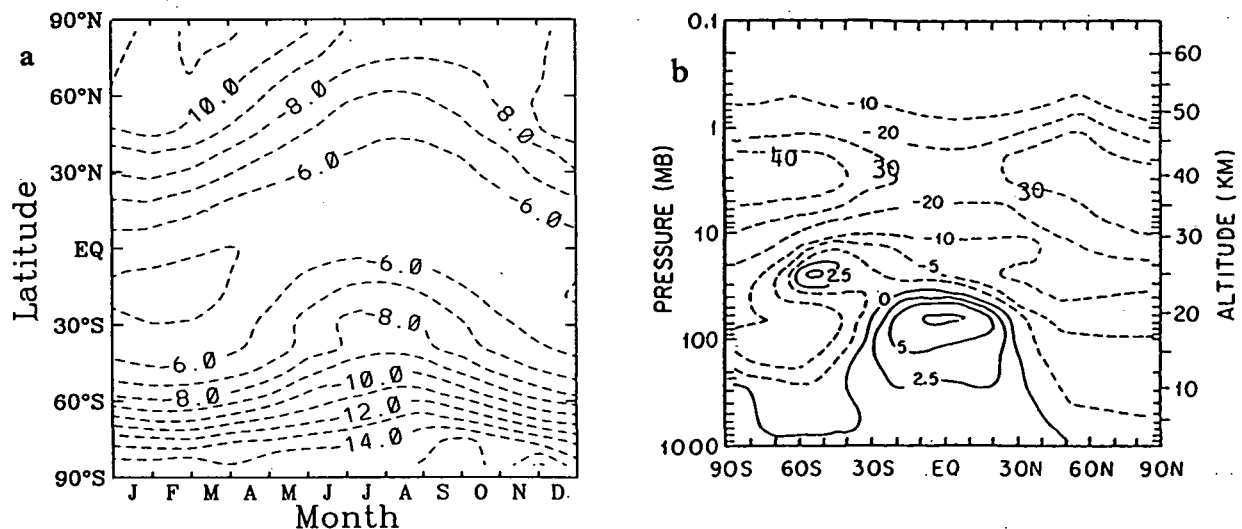 a
Latitude
90°N
60°N
30°N
EQ
30°S
60°S
90°S
10.0
8.0
8.0
6.0
6.0
6.0
8.0
6.0
8.0
10.0
12.0
14.0
J F M A M J J A S O N D
Month
b
PRESSURE (MB)
0.1
1
10
100
1000
-10
-20
40
30
30
-20
-10
-5
2.5
0
5
2.5
90S 60S 30S EQ 30N 60N 90N
60
50
40
30
20
10
ALTITUDE (KM)